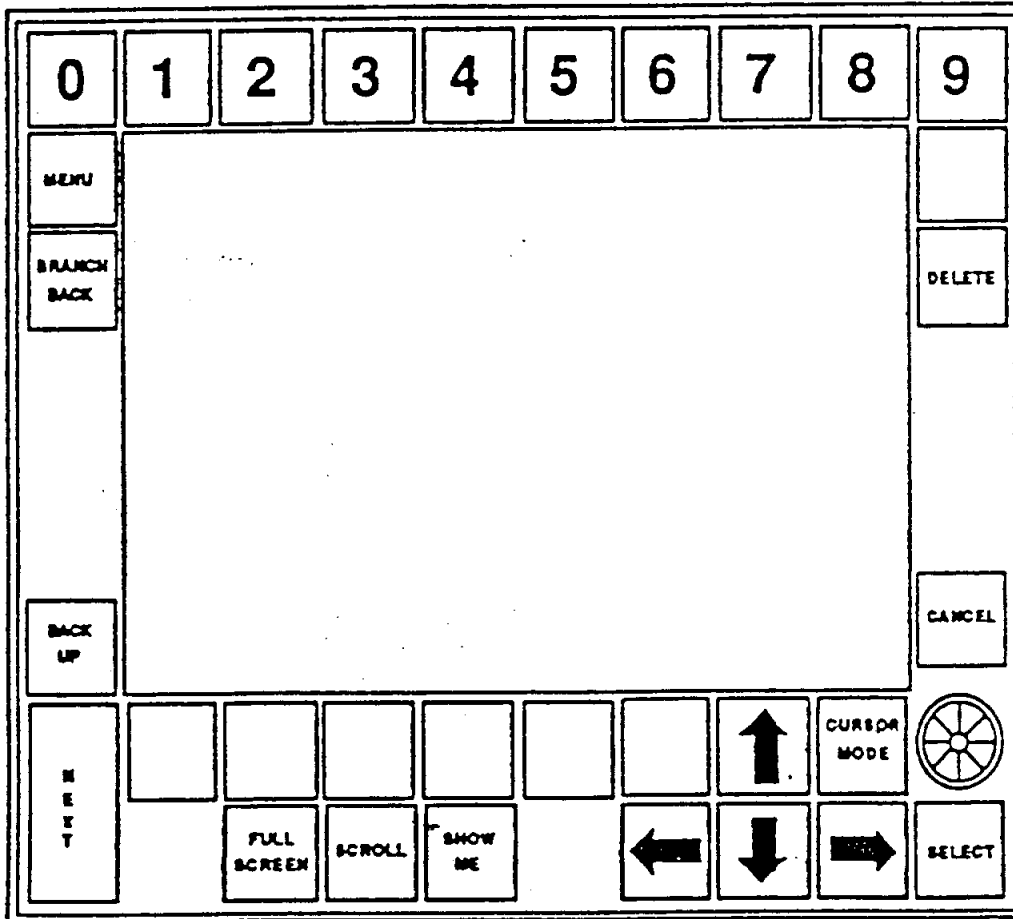 0 1 2 3 4 5 6 7 8 9
MENU
BRANCH
BACK
DELETE
BACK
UP
CANCEL
NEXT
CURSOR
MODE
FULL
SCREEN
SCROLL
SHOW
ME
SELECT